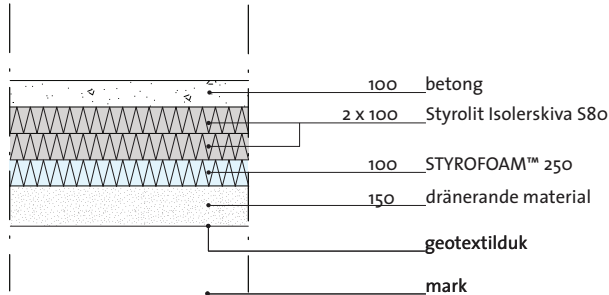 100 betong
2 x 100 Styrolit Isolerskiva S80
100 STYROFOAM™ 250
150 dränerande material
geotextilduk
mark